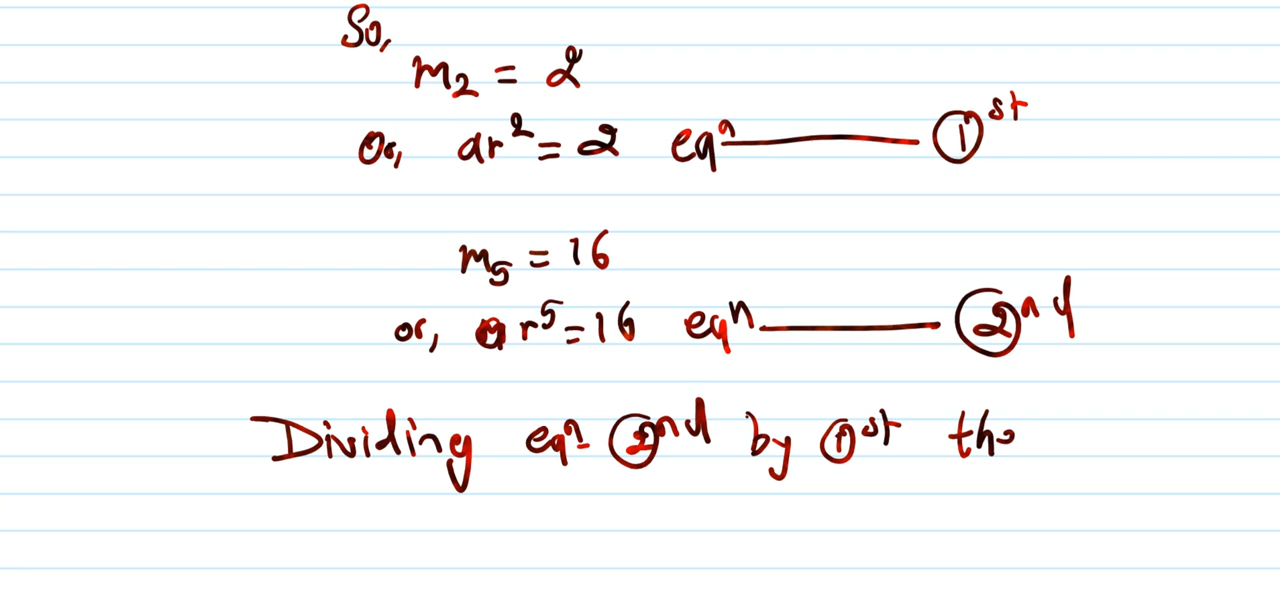 So,
m₂ = 2
Or, ar² = 2 eqⁿ ——— ①st
m₅ = 16
or, ar⁵ = 16 eqⁿ ——— ②nd
Dividing eqⁿ ②nd by ①st the